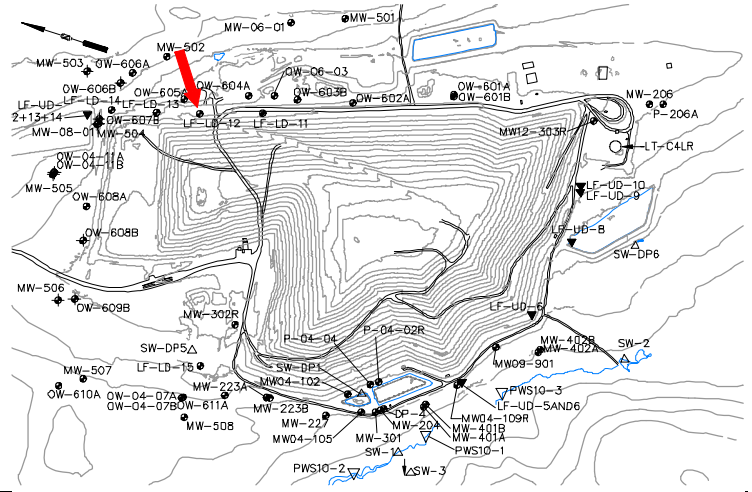 MW-501
MW-06-01
MW-502
MW-503
OW-606A
OW-06-03
OW-606B
OW-605A
OW-604A
OW-603B
OW-602A
OW-601A
OW-601B
MW-206
P-206A
LF-UD-
2+13+14
LF-LD-14
LF-LD-13
OW-607B
MW-08-01
MW-504
LF-LD-12
LF-LD-11
MW12-303R
LT-C4LR
OW-04-11A
OW-04-11B
MW-505
LF-UD-10
LF-UD-9
OW-608A
OW-608B
LF-UD-8
SW-DP6
MW-506
OW-609B
MW-302R
LF-UD-6
P-04-04
P-04-02R
SW-DP5
MW-402B
MW-402A
SW-2
MW-507
LF-LD-15
SW-DP1
MW09-901
OW-610A
MW-223A
MW04-102
PWS10-3
OW-04-07A
OW-04-07B
OW-611A
MW-223B
LF-UD-5AND6
MW-508
MW-227
DP-4
MW04-109R
MW-204
MW-401B
MW-401A
MW04-105
MW-301
PWS10-1
SW-1
PWS10-2
SW-3